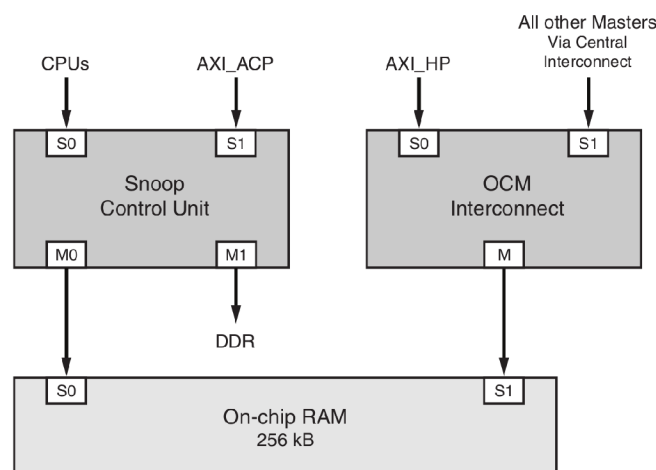 All other Masters
Via Central
Interconnect
CPUs
AXI_ACP
AXI_HP
S0
S1
S0
S1
Snoop
Control Unit
OCM
Interconnect
M0
M1
M
DDR
S0
S1
On-chip RAM
256 kB